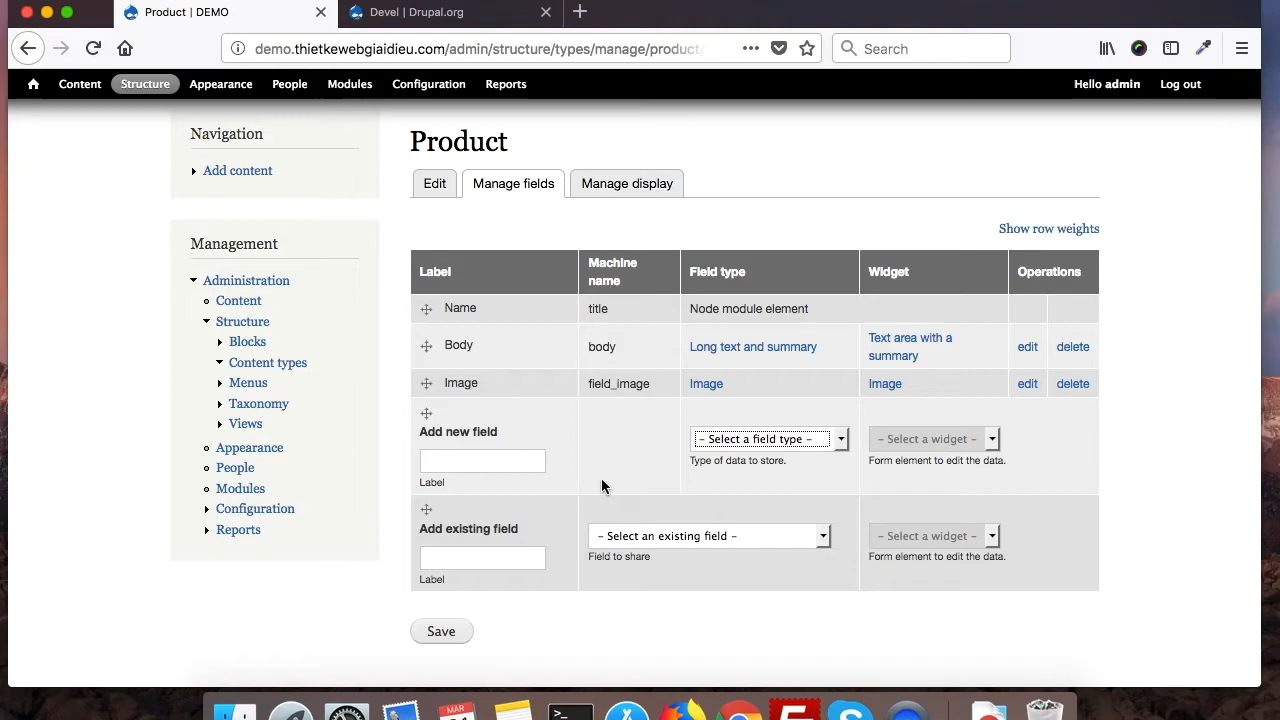 Product | DEMO
Devel | Drupal.org
demo.thietkewebgiaidieu.com/admin/structure/types/manage/product/
Search
Content
Structure
Appearance
People
Modules
Configuration
Reports
Hello admin
Log out
Navigation
Add content
Management
Administration
Content
Structure
Blocks
Content types
Menus
Taxonomy
Views
Appearance
People
Modules
Configuration
Reports
Product
Edit
Manage fields
Manage display
Show row weights
Label
Machine
name
Field type
Widget
Operations
Name
title
Node module element
Body
body
Long text and summary
Text area with a
summary
edit
delete
Image
field_image
Image
Image
edit
delete
Add new field
Label
– Select a field type –
Type of data to store.
– Select a widget –
Form element to edit the data.
Add existing field
Label
– Select an existing field –
Field to share
– Select a widget –
Form element to edit the data.
Save
MAR